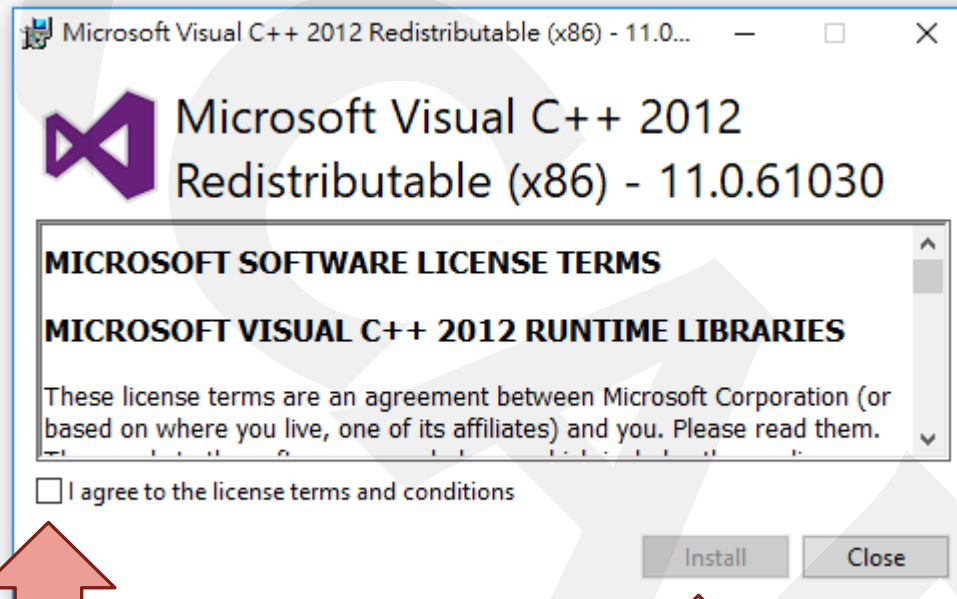 Microsoft Visual C++ 2012 Redistributable (x86) - 11.0...
Microsoft Visual C++ 2012
Redistributable (x86) - 11.0.61030
MICROSOFT SOFTWARE LICENSE TERMS
MICROSOFT VISUAL C++ 2012 RUNTIME LIBRARIES
These license terms are an agreement between Microsoft Corporation (or
based on where you live, one of its affiliates) and you. Please read them.
I agree to the license terms and conditions
Install
Close